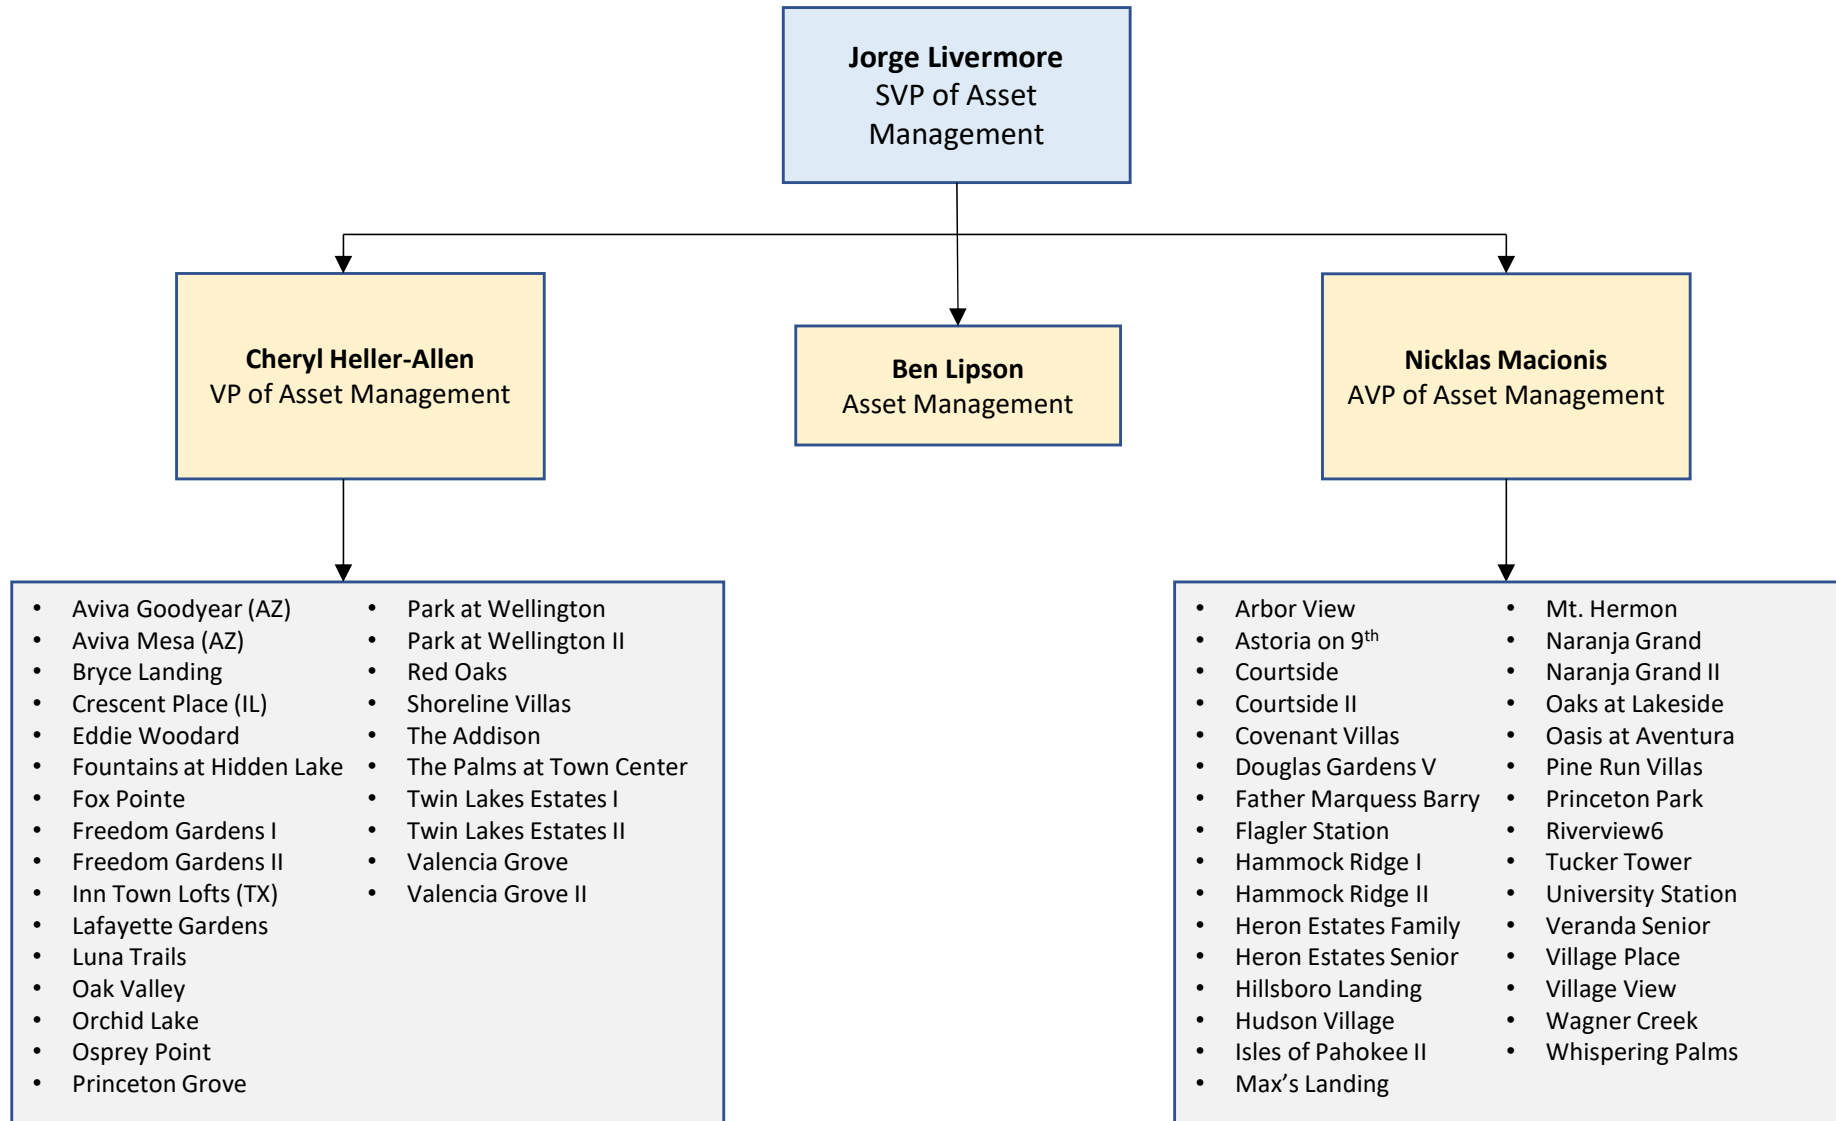 Jorge Livermore
SVP of Asset
Management
Cheryl Heller-Allen
VP of Asset Management
Ben Lipson
Asset Management
Nicklas Macionis
AVP of Asset Management
• Aviva Goodyear (AZ)
• Aviva Mesa (AZ)
• Bryce Landing
• Crescent Place (IL)
• Eddie Woodard
• Fountains at Hidden Lake
• Fox Pointe
• Freedom Gardens I
• Freedom Gardens II
• Inn Town Lofts (TX)
• Lafayette Gardens
• Luna Trails
• Oak Valley
• Orchid Lake
• Osprey Point
• Princeton Grove
• Park at Wellington
• Park at Wellington II
• Red Oaks
• Shoreline Villas
• The Addison
• The Palms at Town Center
• Twin Lakes Estates I
• Twin Lakes Estates II
• Valencia Grove
• Valencia Grove II
• Arbor View
• Astoria on 9th
• Courtside
• Courtside II
• Covenant Villas
• Douglas Gardens V
• Father Marquess Barry
• Flagler Station
• Hammock Ridge I
• Hammock Ridge II
• Heron Estates Family
• Heron Estates Senior
• Hillsboro Landing
• Hudson Village
• Isles of Pahokee II
• Max’s Landing
• Mt. Hermon
• Naranja Grand
• Naranja Grand II
• Oaks at Lakeside
• Oasis at Aventura
• Pine Run Villas
• Princeton Park
• Riverview6
• Tucker Tower
• University Station
• Veranda Senior
• Village Place
• Village View
• Wagner Creek
• Whispering Palms